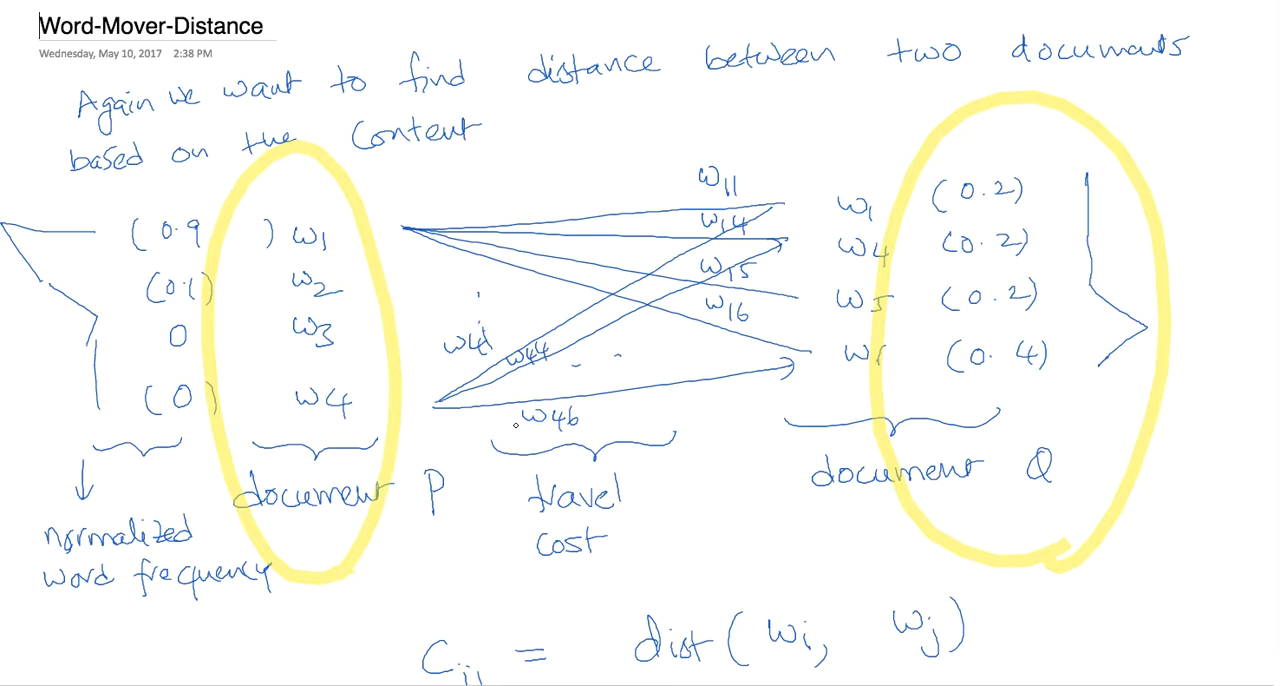 Word-Mover-Distance
Wednesday, May 10, 2017 2:38 PM
Again we want to find distance between two documents
based on the Content
w11
w14
w15
w16
(0.9 ) w1
(0.1) w2
0 w3
(0) w4
w44
w46
w1 (0.2)
w4 (0.2)
w5 (0.2)
(0.4)
document P
travel
cost
document Q
normalized
word frequency
= dist(wi, wj)